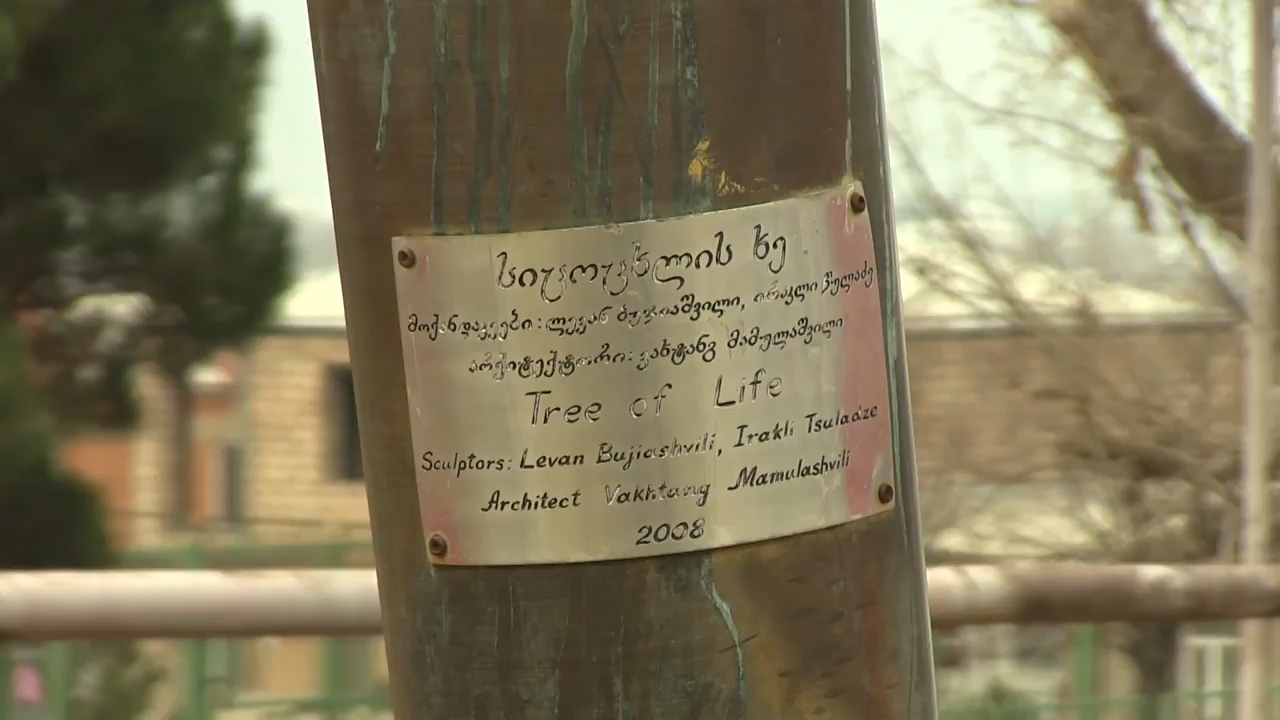 სიცოცხლის ხე
მოქანდაკეები: ლევან ბუჟიაშვილი, ირაკლი წულაძე
არქიტექტორი: ვახტანგ მამულაშვილი
Tree of Life
Sculptors: Levan Bujiashvili, Irakli Tsuladze
Architect Vakhtang Mamulashvili
2008